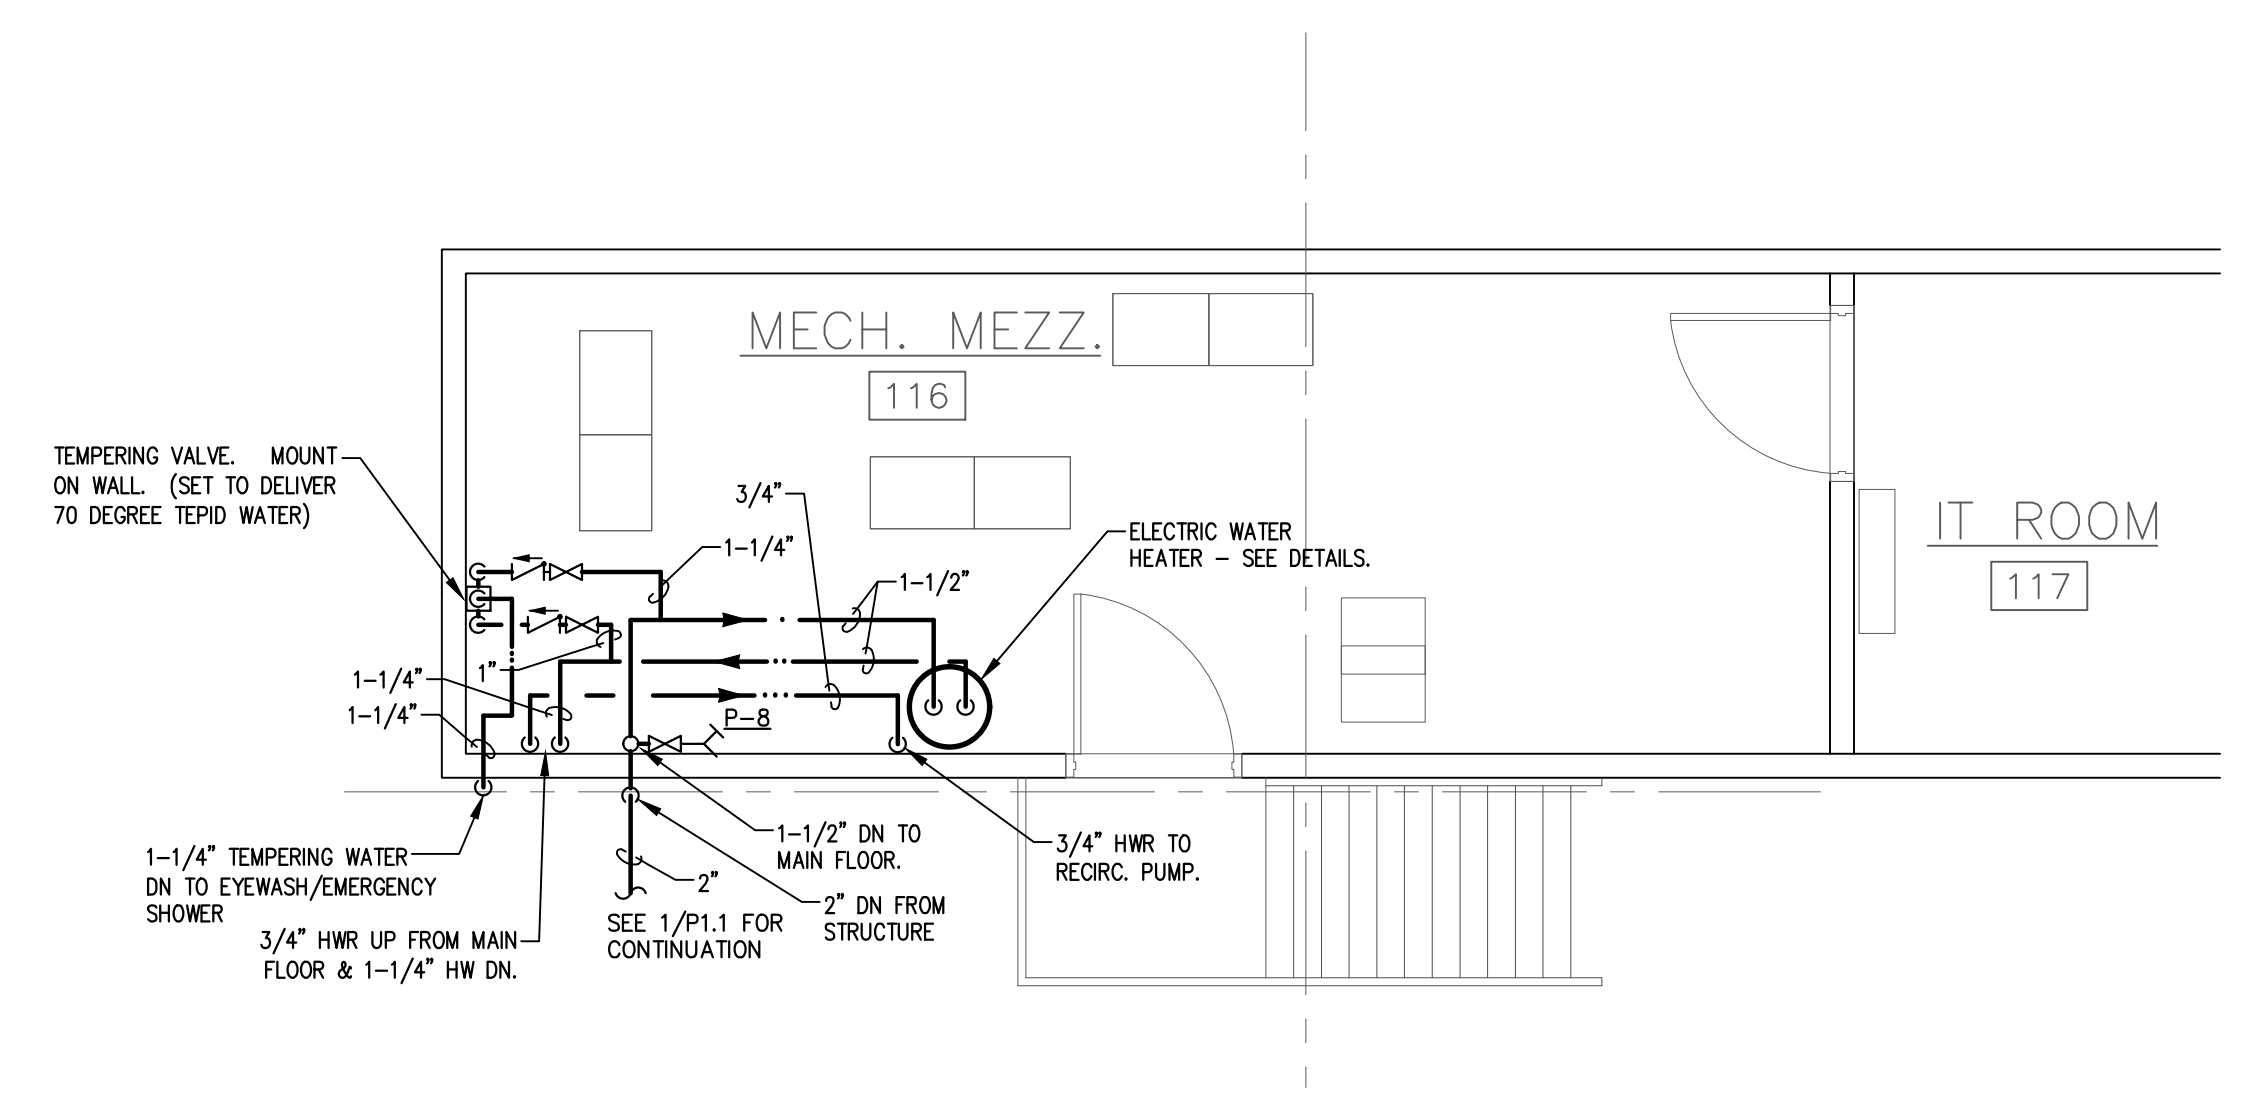 MECH. MEZZ.
116
TEMPERING VALVE. MOUNT
ON WALL. (SET TO DELIVER
70 DEGREE TEPID WATER)
3/4"
1-1/4"
1-1/2"
ELECTRIC WATER
HEATER - SEE DETAILS.
IT ROOM
117
1"
1-1/4"
1-1/4"
P-8
1-1/4" TEMPERING WATER
DN TO EYEWASH/EMERGENCY
SHOWER
3/4" HWR UP FROM MAIN
FLOOR & 1-1/4" HW DN.
2"
SEE 1/P1.1 FOR
CONTINUATION
1-1/2" DN TO
MAIN FLOOR.
2" DN FROM
STRUCTURE
3/4" HWR TO
RECIRC. PUMP.